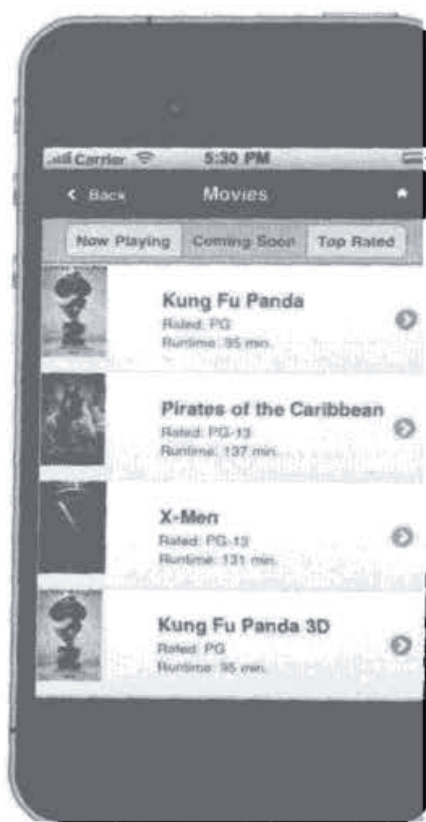 Carrier 5:30 PM
Back Movies
Now Playing Coming Soon Top Rated
Kung Fu Panda
Rated: PG
Runtime: 95 min.
Pirates of the Caribbean
Rated: PG-13
Runtime: 137 min.
X-Men
Rated: PG-13
Runtime: 131 min.
Kung Fu Panda 3D
Rated: PG
Runtime: 95 min.